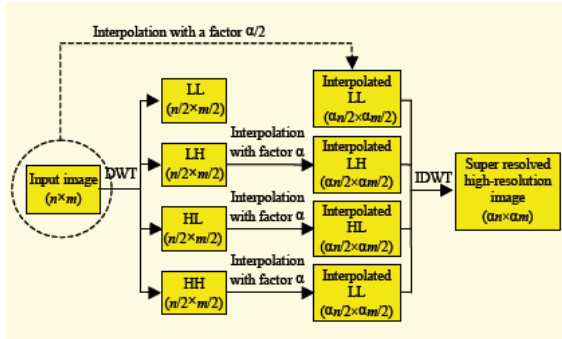 Interpolation with a factor α/2
LL
(n/2×m/2)
Interpolated
LL
(αn/2×αm/2)
Input image
(n×m)
DWT
LH
(n/2×m/2)
Interpolation
with factor α
Interpolated
LH
(αn/2×αm/2)
IDWT
Super resolved
high-resolution
image
(αn×αm)
HL
(n/2×m/2)
Interpolation
with factor α
Interpolated
HL
(αn/2×αm/2)
HH
(n/2×m/2)
Interpolation
with factor α
Interpolated
LL
(αn/2×αm/2)